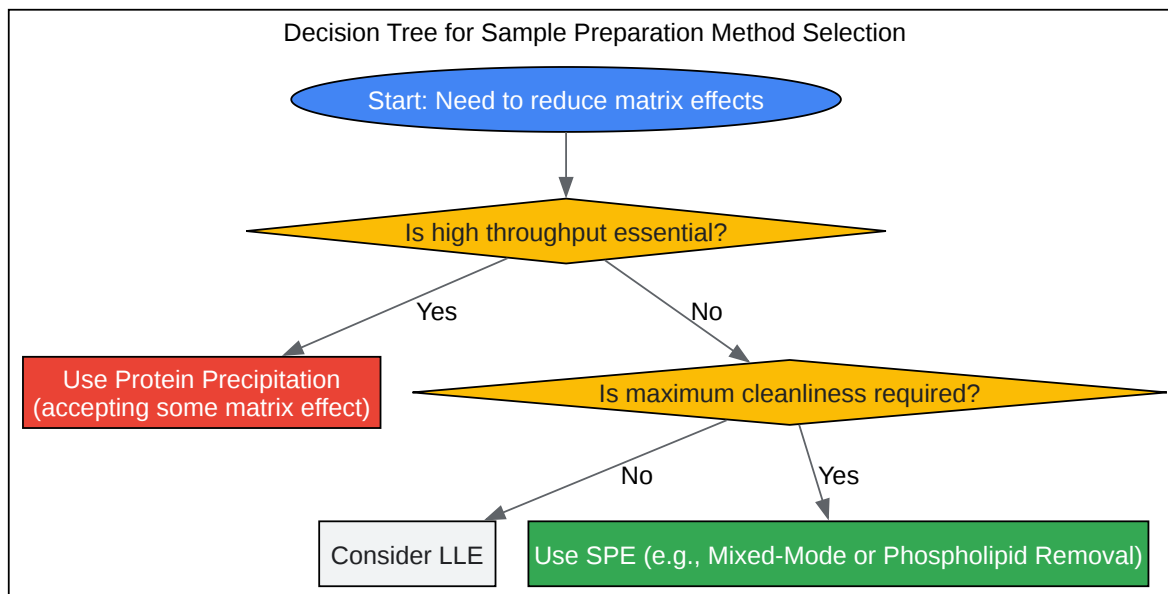 Decision Tree for Sample Preparation Method Selection
Start: Need to reduce matrix effects
Is high throughput essential?
Yes
No
Use Protein Precipitation
(accepting some matrix effect)
Is maximum cleanliness required?
No
Yes
Consider LLE
Use SPE (e.g., Mixed-Mode or Phospholipid Removal)